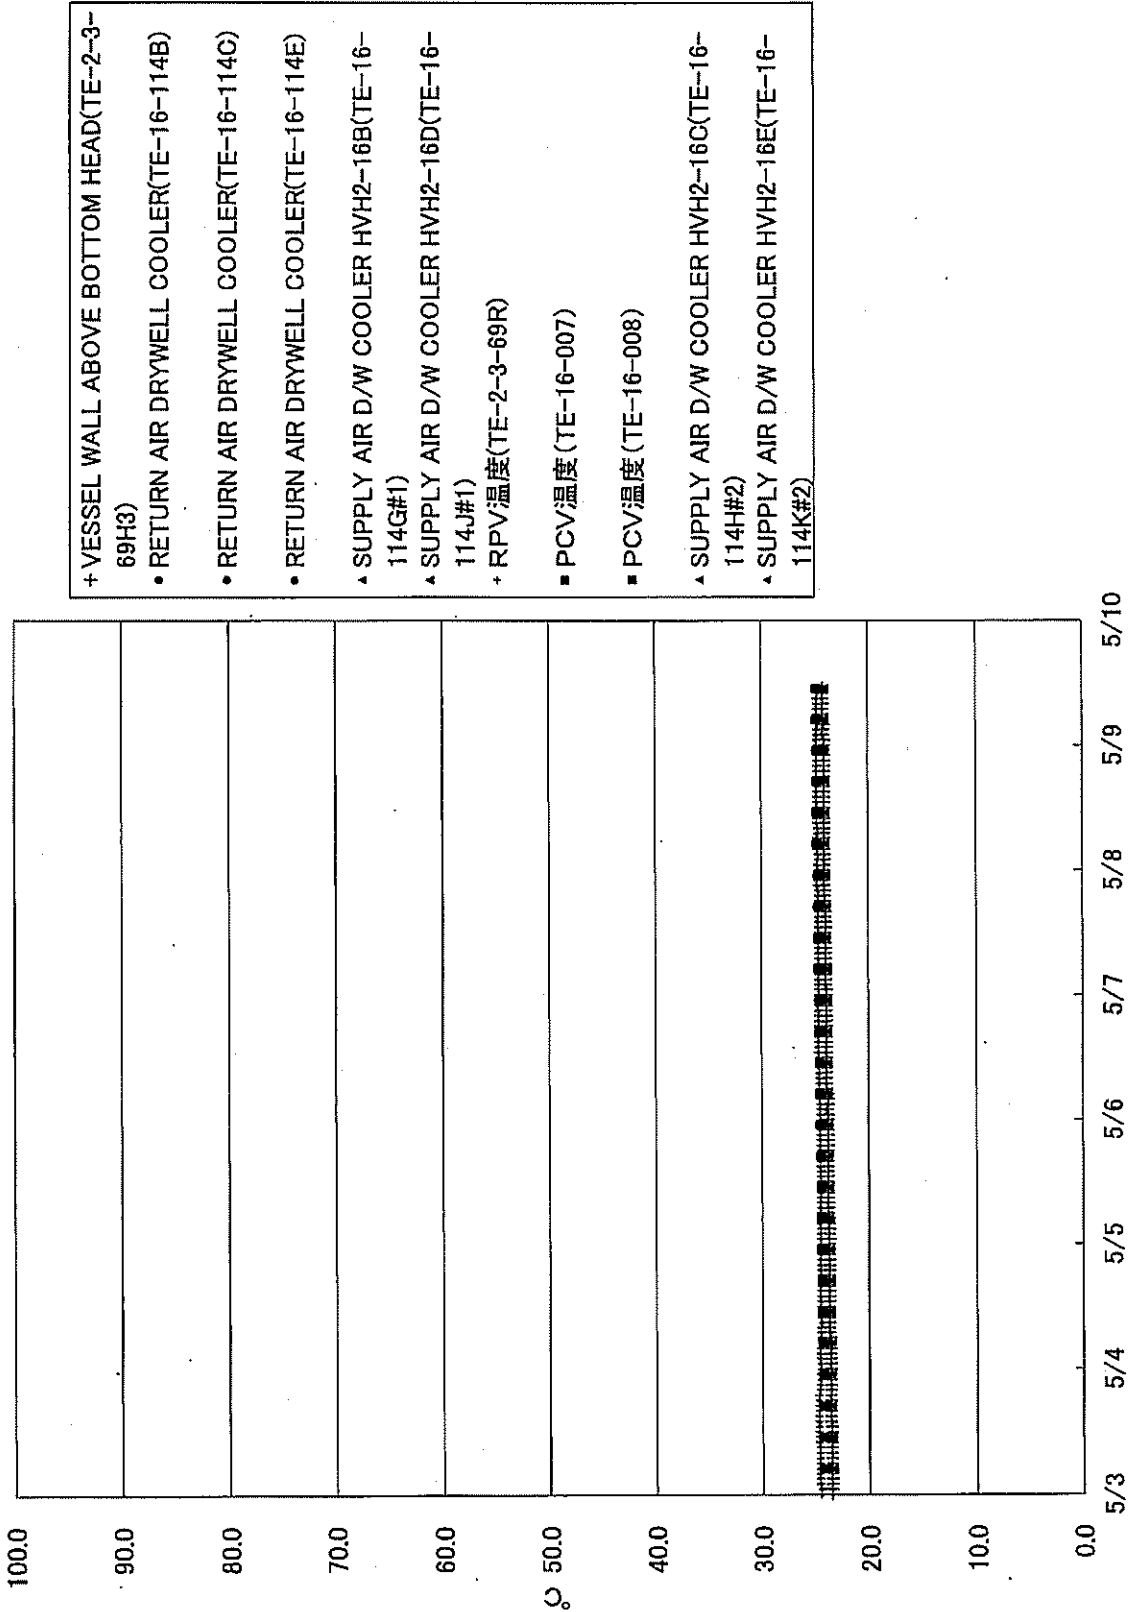 100.0
90.0
80.0
70.0
60.0
50.0
40.0
30.0
20.0
10.0
0.0
℃
5/3
5/4
5/5
5/6
5/7
5/8
5/9
5/10
+ VESSEL WALL ABOVE BOTTOM HEAD(TE-2-3-
69H3)
• RETURN AIR DRYWELL COOLER(TE-16-114B)
• RETURN AIR DRYWELL COOLER(TE-16-114C)
• RETURN AIR DRYWELL COOLER(TE-16-114E)
▲ SUPPLY AIR D/W COOLER HVH2-16B(TE-16-
114G#1)
▲ SUPPLY AIR D/W COOLER HVH2-16D(TE-16-
114J#1)
+ RPV温度(TE-2-3-69R)
■ PCV温度(TE-16-007)
■ PCV温度(TE-16-008)
▲ SUPPLY AIR D/W COOLER HVH2-16C(TE-16-
114H#2)
▲ SUPPLY AIR D/W COOLER HVH2-16E(TE-16-
114K#2)